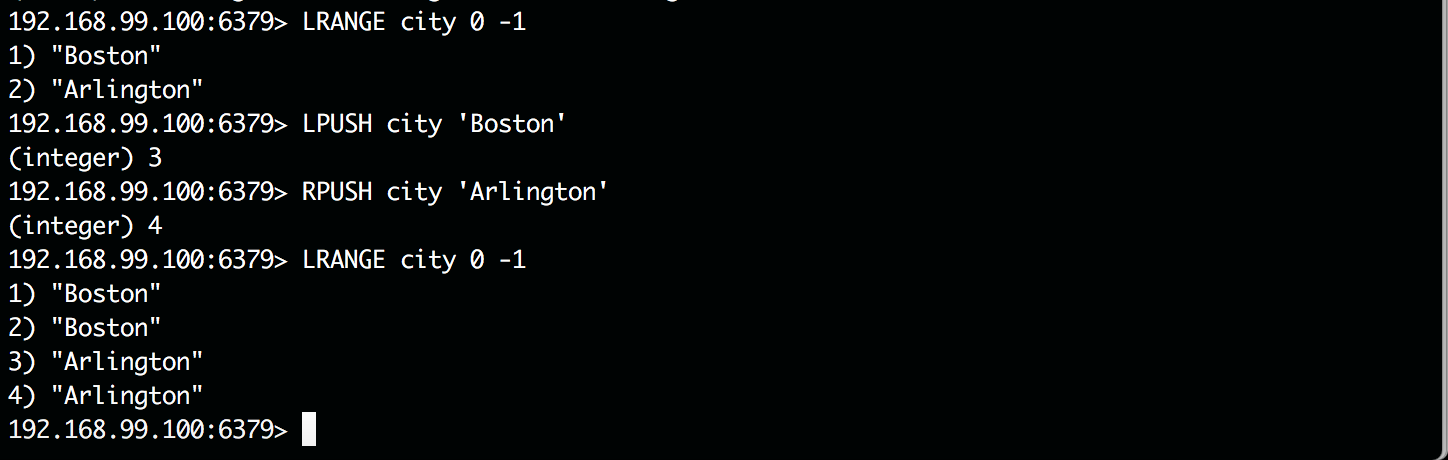 192.168.99.100:6379> LRANGE city 0 -1
1) "Boston"
2) "Arlington"
192.168.99.100:6379> LPUSH city 'Boston'
(integer) 3
192.168.99.100:6379> RPUSH city 'Arlington'
(integer) 4
192.168.99.100:6379> LRANGE city 0 -1
1) "Boston"
2) "Boston"
3) "Arlington"
4) "Arlington"
192.168.99.100:6379>